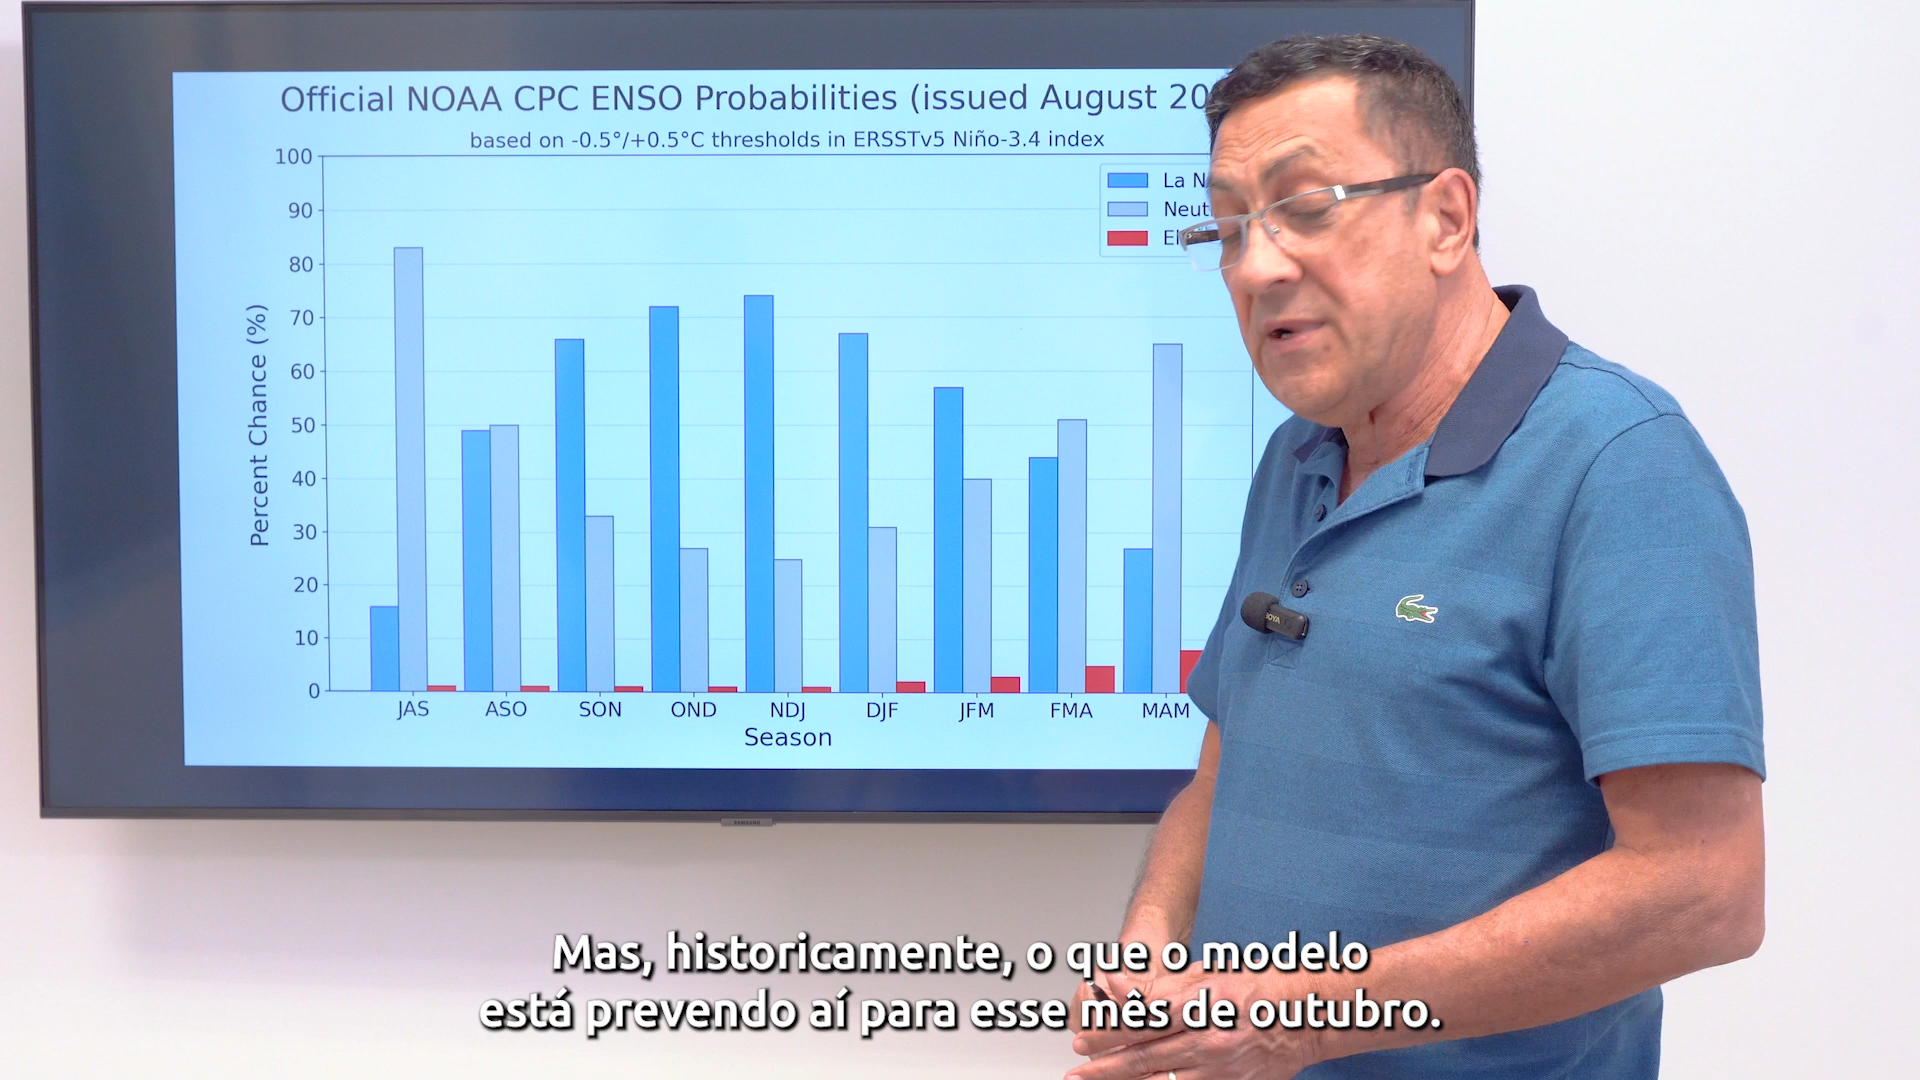 Official NOAA CPC ENSO Probabilities (issued August
based on -0.5°/+0.5°C thresholds in ERSSTv5 Niño-3.4 index
100
90
80
70
60
50
40
30
20
10
0
Percent Chance (%)
La
JAS ASO SON OND NDJ DJF JFM FMA MAM
Season
SAMSUNG
Mas, historicamente, o que o modelo
está prevendo aí para esse mês de outubro.